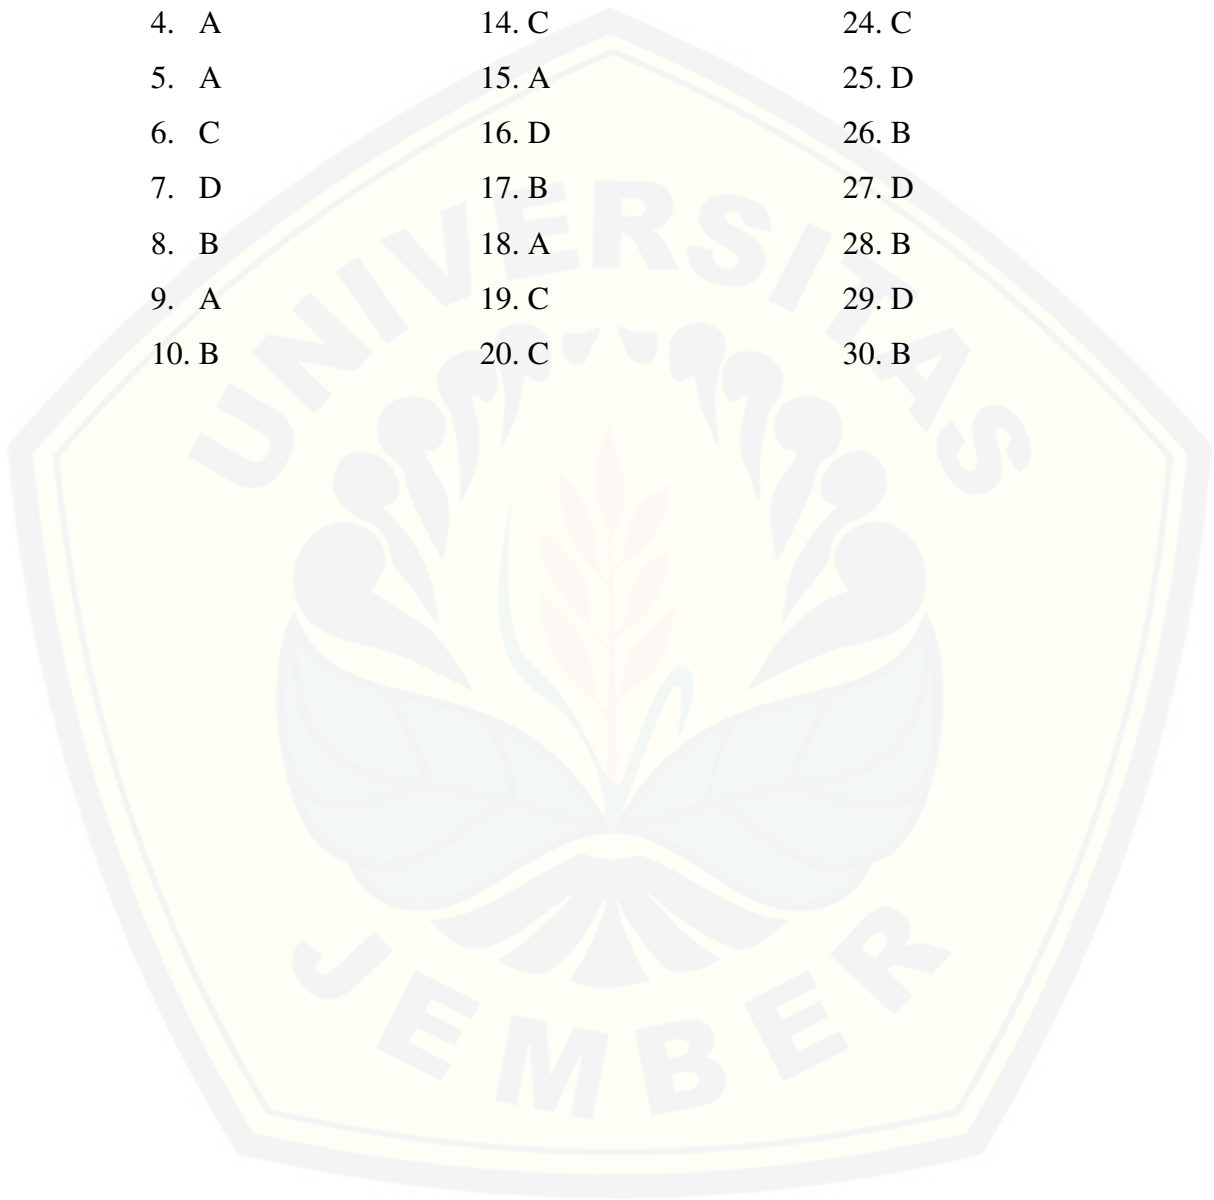 4. A 14. C 24. C
5. A 15. A 25. D
6. C 16. D 26. B
7. D 17. B 27. D
8. B 18. A 28. B
9. A 19. C 29. D
10. B 20. C 30. B
UNIVERSITAS
JEMBER